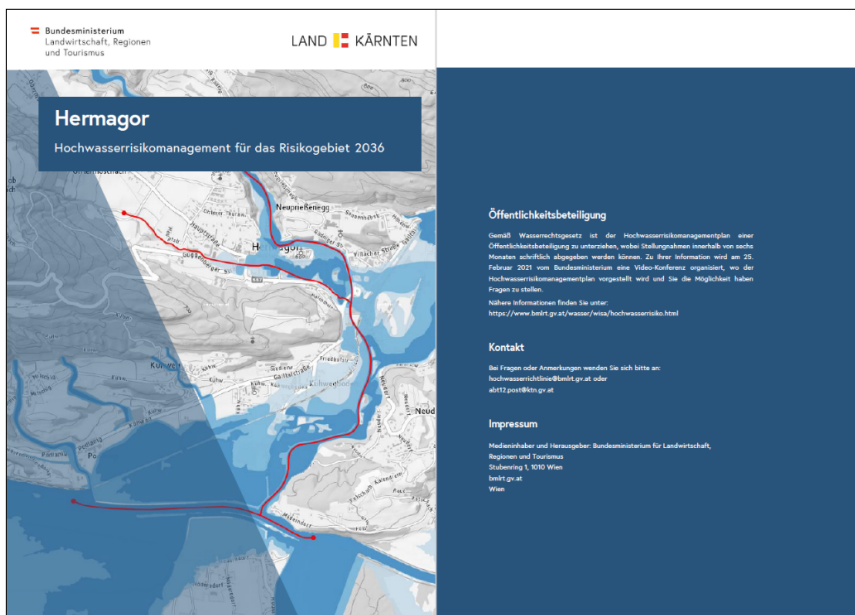 Bundesministerium
Landwirtschaft, Regionen
und Tourismus
LAND KÄRNTEN
Hermagor
Hochwasserrisikomanagement für das Risikogebiet 2036
Neuprießenegg
Kühweg
Neud
Öffentlichkeitsbeteiligung
Gemäß Wasserrechtsgesetz ist der Hochwasserrisikomanagementplan einer
Öffentlichkeitsbeteiligung zu unterziehen, wobei Stellungnahmen innerhalb von sechs
Monaten schriftlich abgegeben werden können. Zu Ihrer Information wird am 25.
Februar 2021 vom Bundesministerium eine Video-Konferenz organisiert, wo der
Hochwasserrisikomanagementplan vorgestellt wird und Sie die Möglichkeit haben
Fragen zu stellen.
Nähere Informationen finden Sie unter:
https://www.bmlrt.gv.at/wasser/wisa/hochwasserrisiko.html
Kontakt
Bei Fragen oder Anmerkungen wenden Sie sich bitte an:
hochwasserrichtlinie@bmlrt.gv.at oder
abt12.post@ktn.gv.at
Impressum
Medieninhaber und Herausgeber: Bundesministerium für Landwirtschaft,
Regionen und Tourismus
Stubenring 1, 1010 Wien
bmlrt.gv.at
Wien